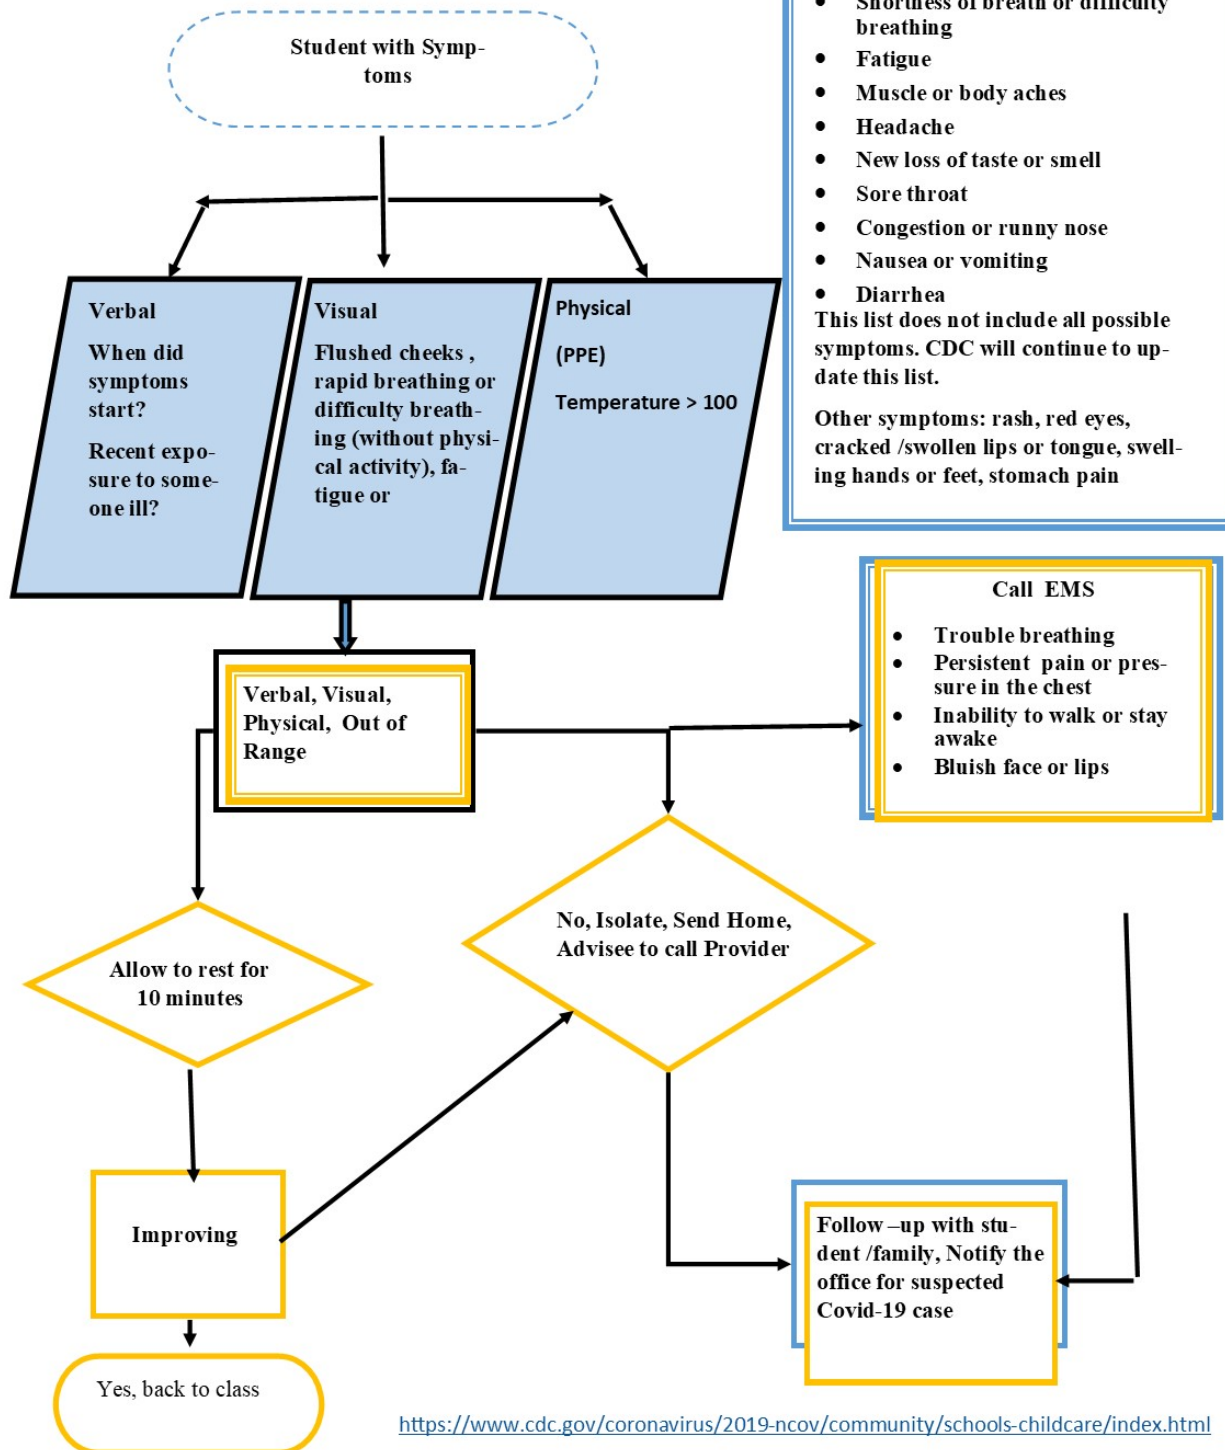 Student with Symp-
toms
Shortness of breath or difficulty
breathing
• Fatigue
• Muscle or body aches
• Headache
• New loss of taste or smell
• Sore throat
• Congestion or runny nose
• Nausea or vomiting
• Diarrhea
This list does not include all possible
symptoms. CDC will continue to up-
date this list.
Other symptoms: rash, red eyes,
cracked /swollen lips or tongue, swell-
ing hands or feet, stomach pain
Verbal
When did
symptoms
start?
Recent expo-
sure to some-
one ill?
Visual
Flushed cheeks ,
rapid breathing or
difficulty breath-
ing (without physi-
cal activity), fa-
tigue or
Physical
(PPE)
Temperature > 100
Call EMS
• Trouble breathing
• Persistent pain or pres-
sure in the chest
• Inability to walk or stay
awake
• Bluish face or lips
Verbal, Visual,
Physical, Out of
Range
No, Isolate, Send Home,
Advisee to call Provider
Allow to rest for
10 minutes
Improving
Follow –up with stu-
dent /family, Notify the
office for suspected
Covid-19 case
Yes, back to class
https://www.cdc.gov/coronavirus/2019-ncov/community/schools-childcare/index.html